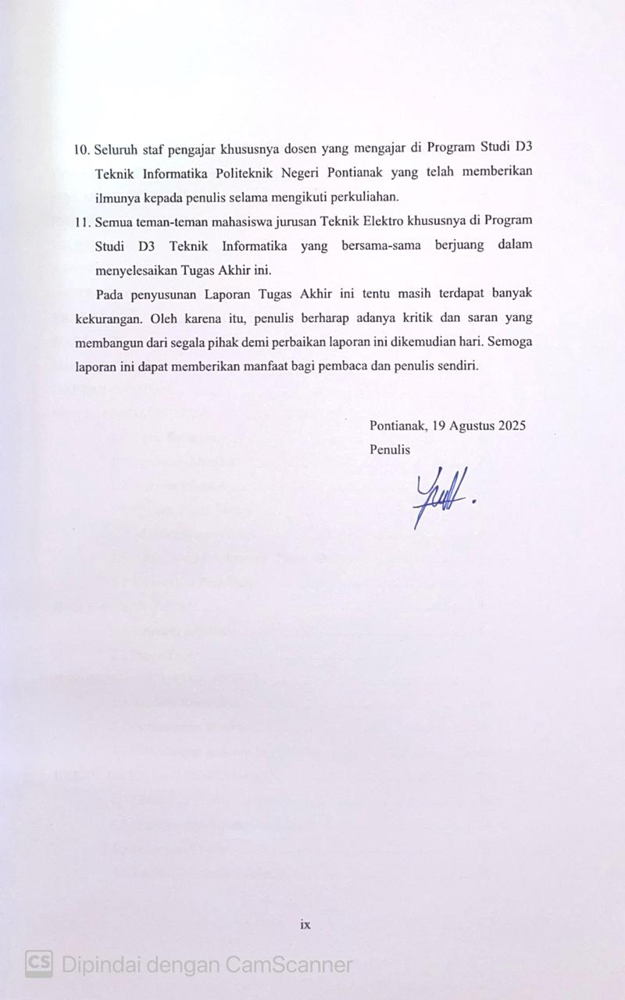 10. Seluruh staf pengajar khususnya dosen yang mengajar di Program Studi D3
Teknik Informatika Politeknik Negeri Pontianak yang telah memberikan
ilmunya kepada penulis selama mengikuti perkuliahan.
11. Semua teman-teman mahasiswa jurusan Teknik Elektro khususnya di Program
Studi D3 Teknik Informatika yang bersama-sama berjuang dalam
menyelesaikan Tugas Akhir ini.
Pada penyusunan Laporan Tugas Akhir ini tentu masih terdapat banyak
kekurangan. Oleh karena itu, penulis berharap adanya kritik dan saran yang
membangun dari segala pihak demi perbaikan laporan ini dikemudian hari. Semoga
laporan ini dapat memberikan manfaat bagi pembaca dan penulis sendiri.
Pontianak, 19 Agustus 2025
Penulis
ix
CS Dipindai dengan CamScanner